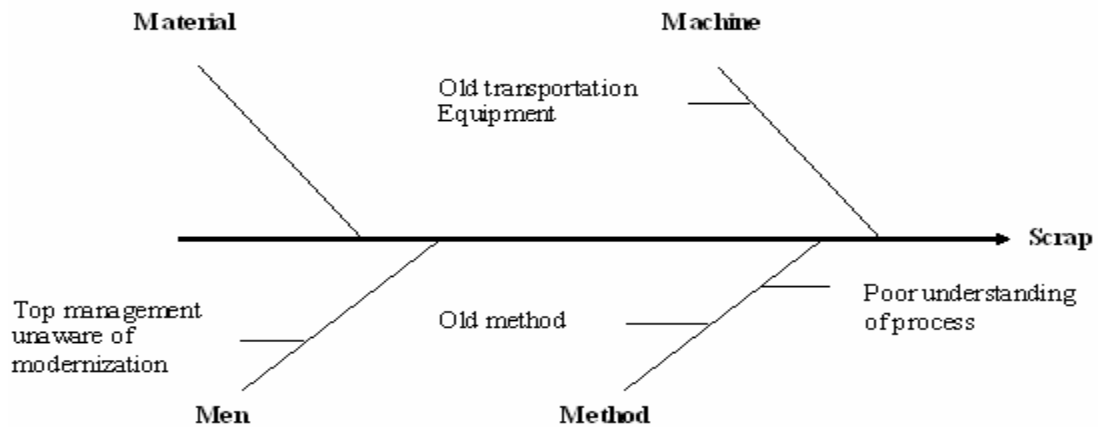 Material
Machine
Old transportation
Equipment
Scrap
Top management
unaware of
modernization
Old method
Poor understanding
of process
Men
Method